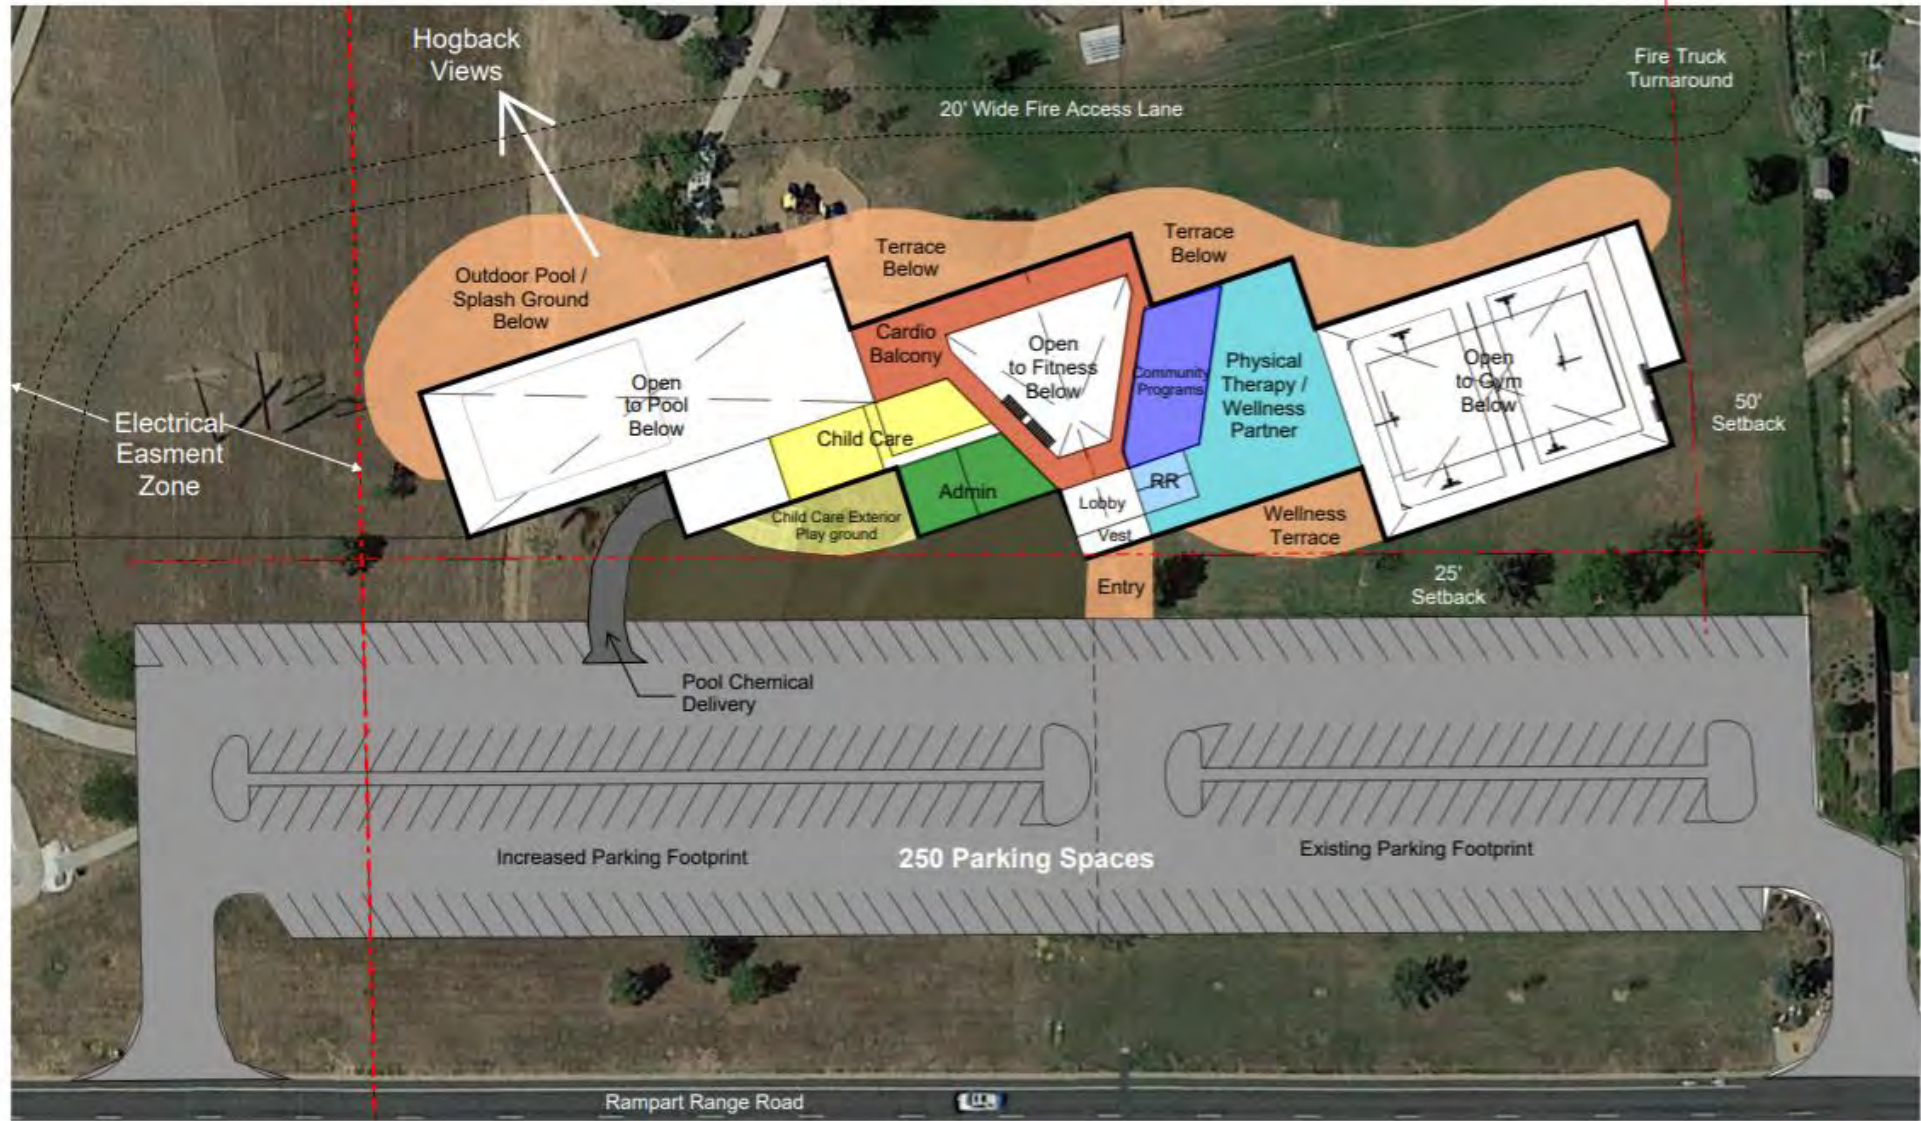 Hogback
Views
Fire Truck
Turnaround
20' Wide Fire Access Lane
Terrace
Below
Terrace
Below
Outdoor Pool /
Splash Ground
Below
Cardio
Balcony
Open
to Fitness
Below
Community
Programs
Physical
Therapy /
Wellness
Partner
Open
to Gym
Below
Open
to Pool
Below
50'
Setback
Electrical
Easment
Zone
Child Care
Admin
RR
Lobby
Vest
Child Care Exterior
Play ground
Wellness
Terrace
Entry
25'
Setback
Pool Chemical
Delivery
Increased Parking Footprint
250 Parking Spaces
Existing Parking Footprint
Rampart Range Road